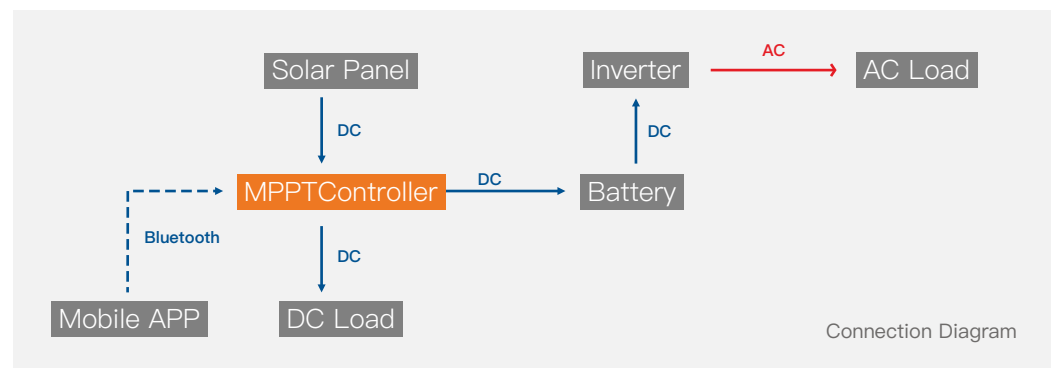 AC
Solar Panel
Inverter
AC Load
DC
DC
MPPTController
DC
Battery
Bluetooth
DC
Mobile APP
DC Load
Connection Diagram